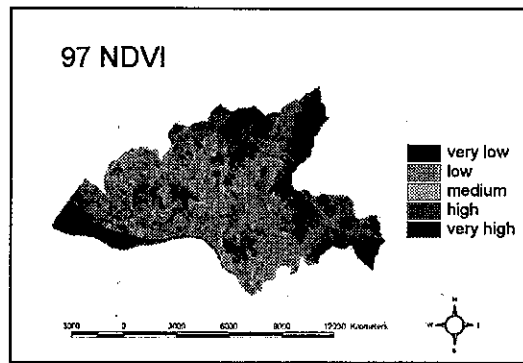 97 NDVI
very low
low
medium
high
very high
3000 0 3000 6000 9000 12000 Kilometers
N
W E
S